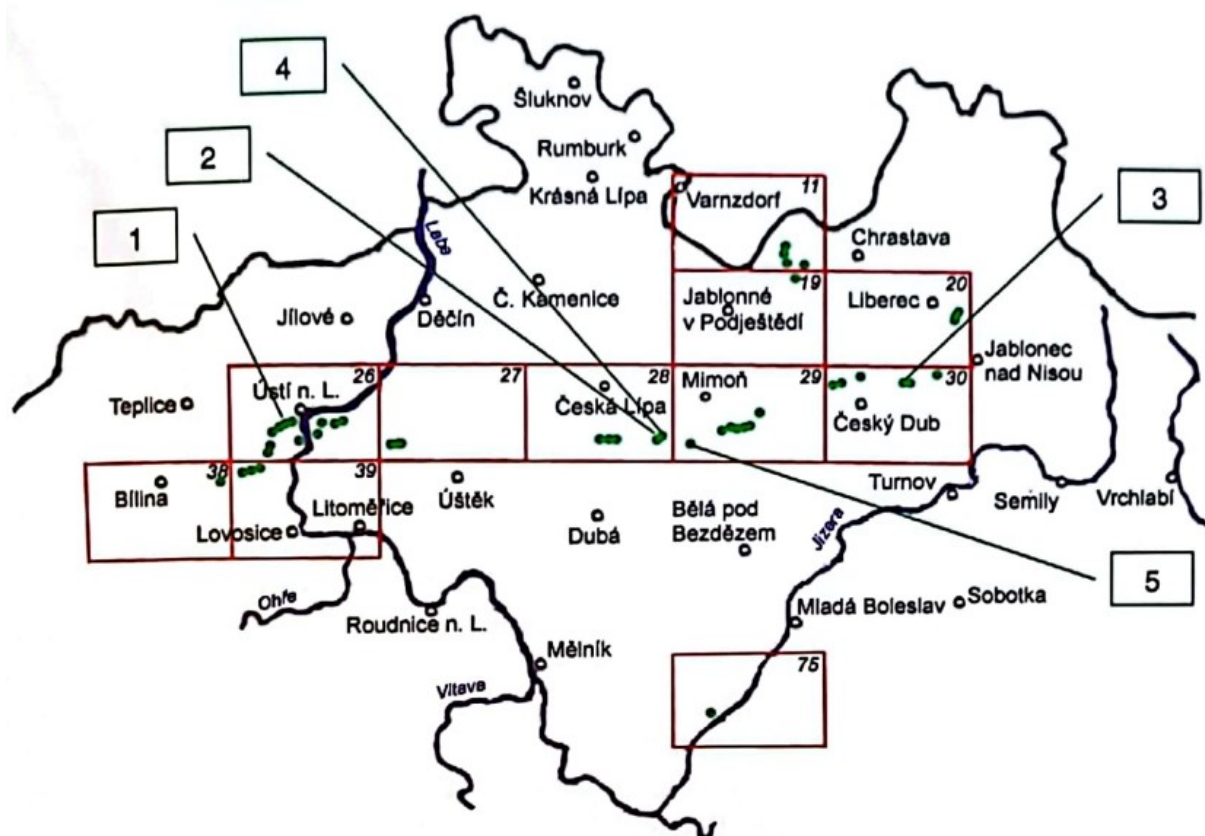 4
Šluknov
2
Rumburk
Krásná Lípa
11
Varnzdorf
3
1
Labe
Chrastava
Č. Kamenice
19
20
Jílové
Děčín
Jablonné
v Podještědí
Liberec
Jablonec
nad Nisou
26
27
28
29
30
Teplice
Ústí n. L.
Česká Lípa
Mimoň
Český Dub
38
39
Bílina
Litoměřice
Úštěk
Turnov
Semily
Vrchlabí
Lovosice
Dubá
Bělá pod
Bezdězem
Jizera
5
Ohře
Roudnice n. L.
Mladá Boleslav
Sobotka
Mělník
75
Vltava